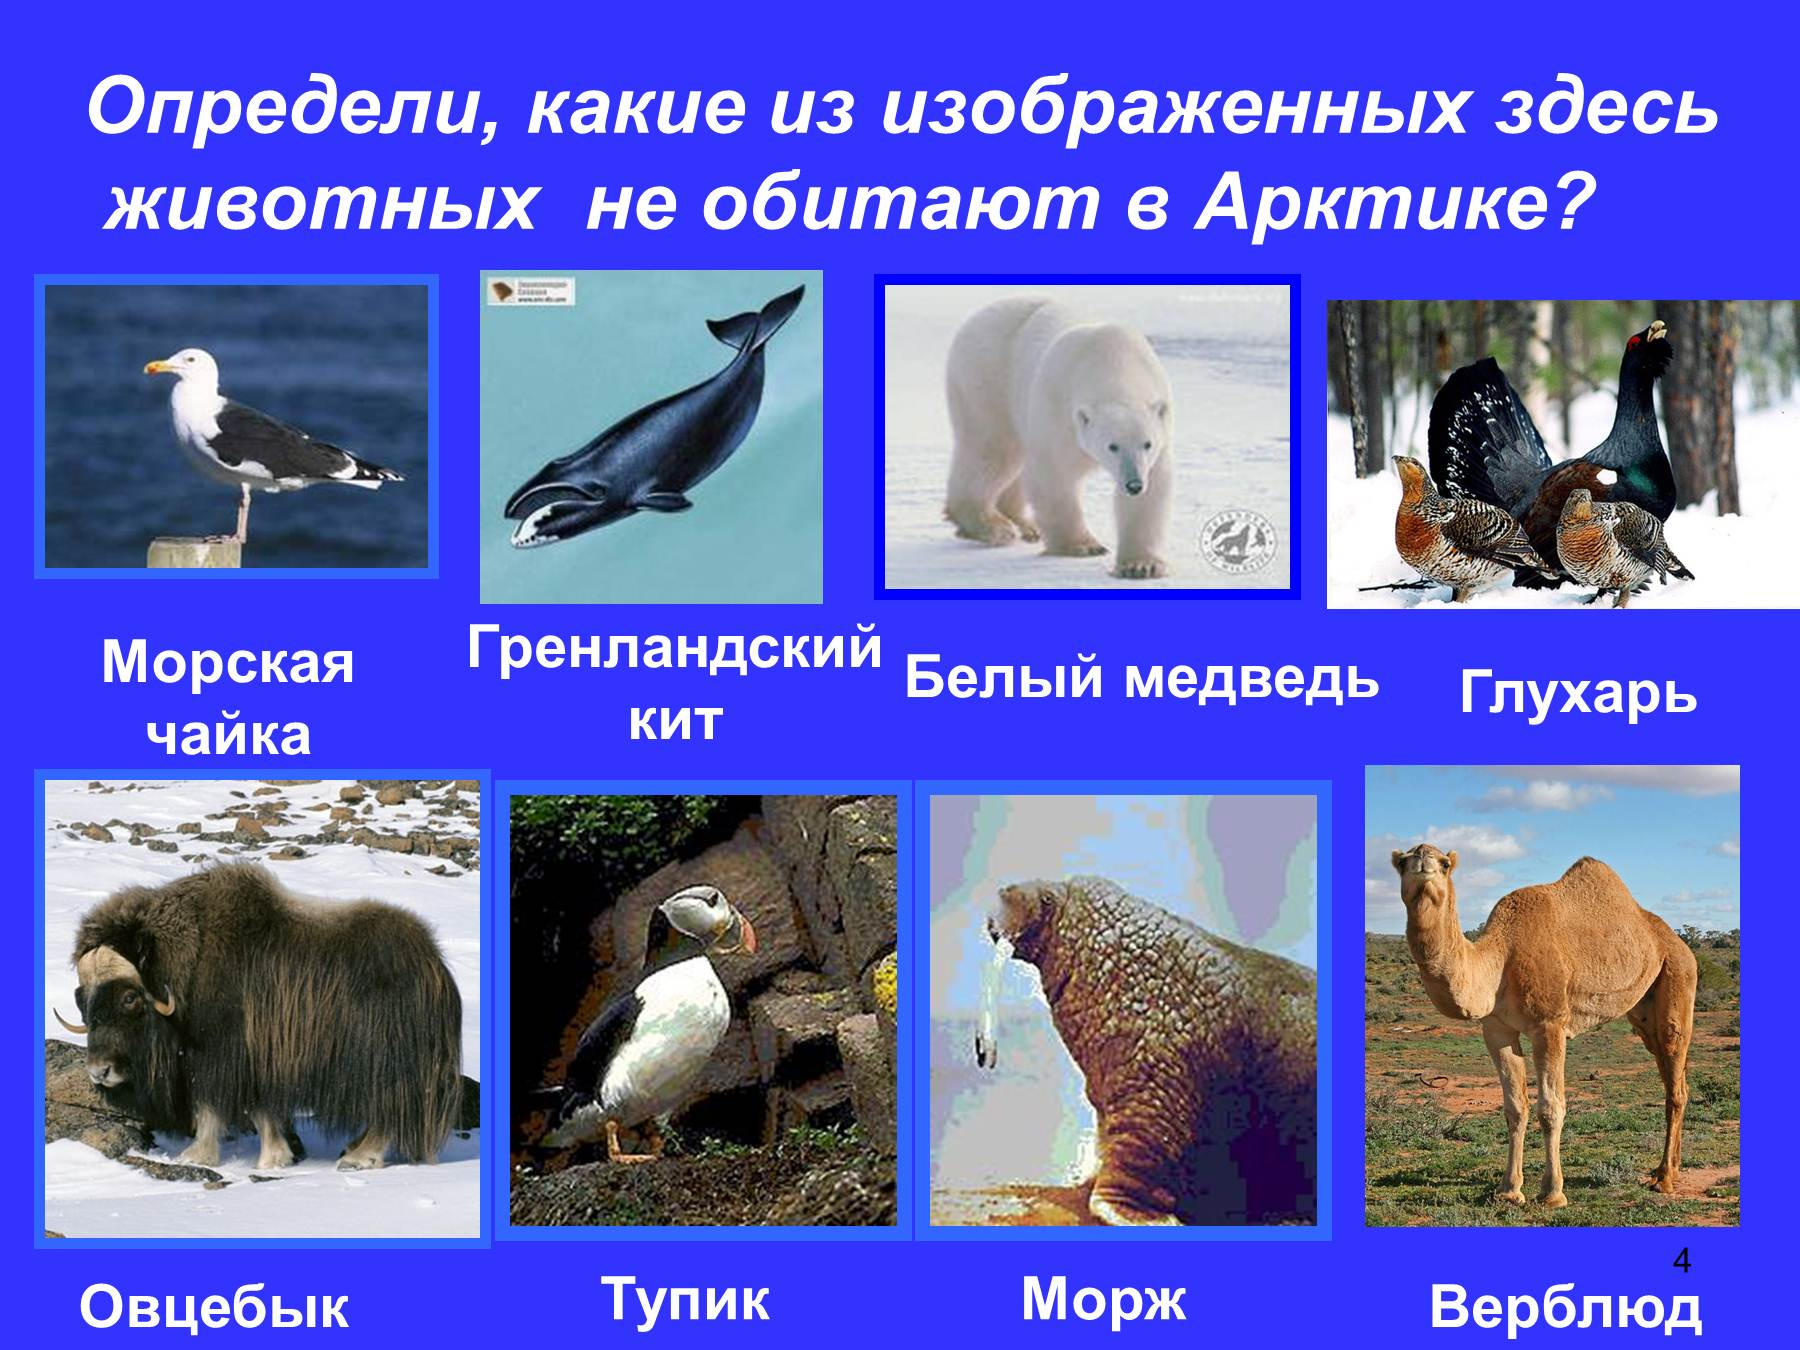 Определи, какие из изображенных здесь
животных не обитают в Арктике?
Морская
чайка
Гренландский
кит
Белый медведь
Глухарь
Овцебык
Тупик
Морж
Верблюд
4